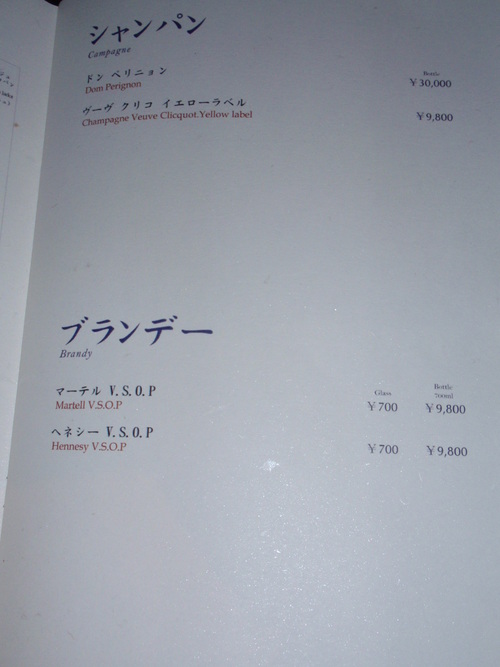 シャンパン
Campagne
Bottle
ドン ペリニョン
Dom Perignon
¥30,000
ヴーヴ クリコ イエローラベル
Champagne Veuve Clicquot.Yellow label
¥9,800
ブランデー
Brandy
Glass Bottle
700ml
マーテル V.S.O.P
Martell V.S.O.P ¥700 ¥9,800
ヘネシー V.S.O.P
Hennesy V.S.O.P ¥700 ¥9,800